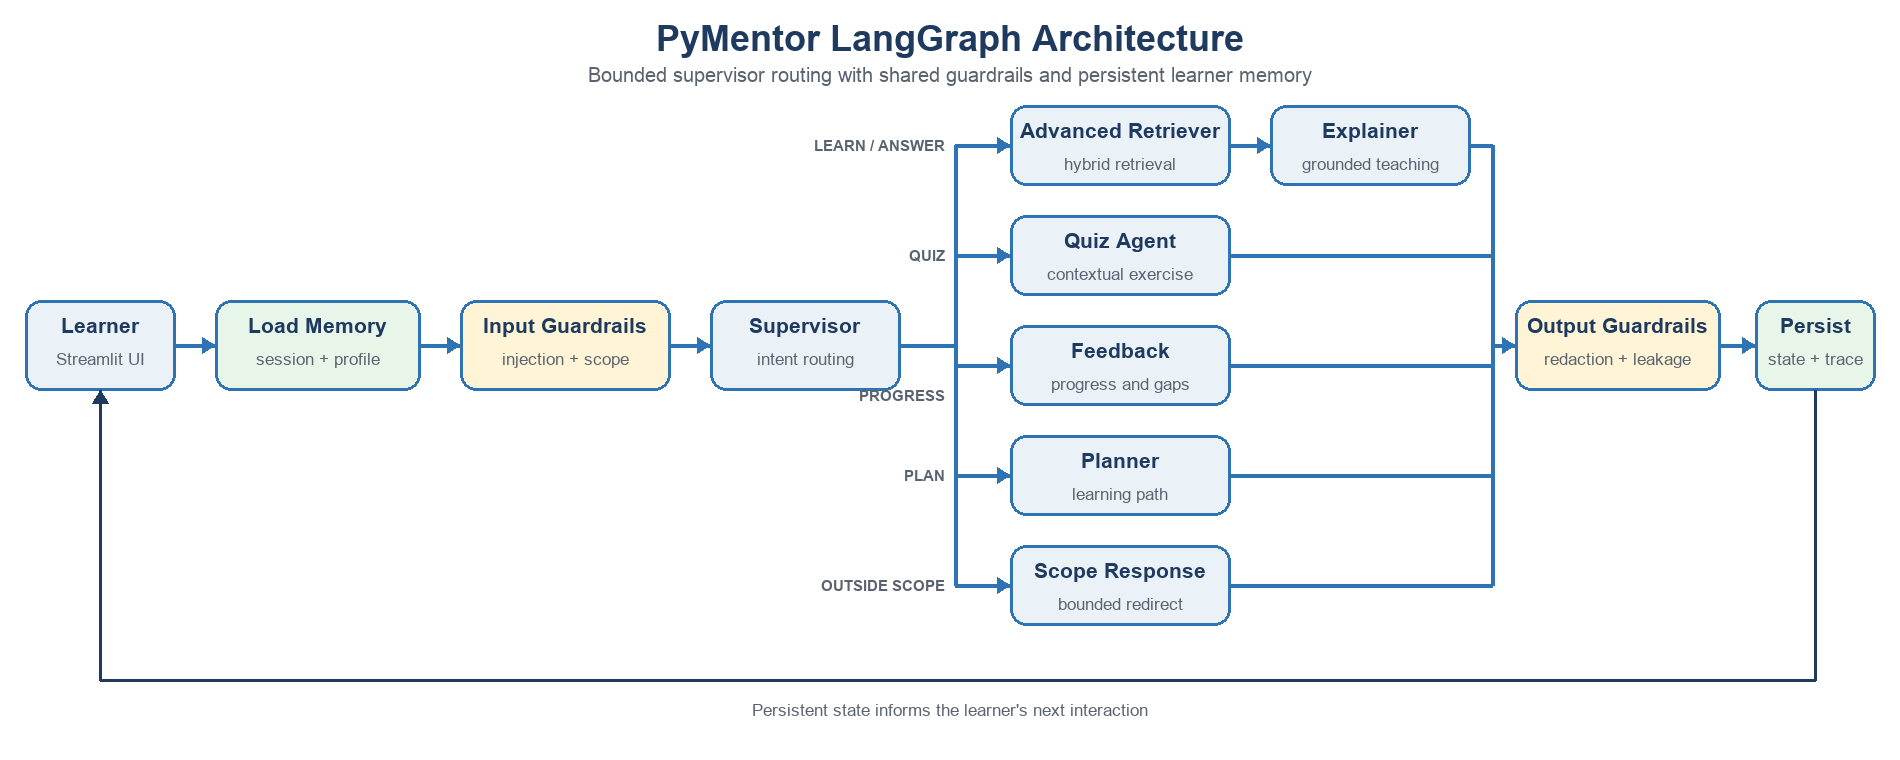 PyMentor LangGraph Architecture
Bounded supervisor routing with shared guardrails and persistent learner memory
Learner
Streamlit UI
Load Memory
session + profile
Input Guardrails
injection + scope
Supervisor
intent routing
LEARN / ANSWER
Advanced Retriever
hybrid retrieval
Explainer
grounded teaching
QUIZ
Quiz Agent
contextual exercise
PROGRESS
Feedback
progress and gaps
PLAN
Planner
learning path
OUTSIDE SCOPE
Scope Response
bounded redirect
Output Guardrails
redaction + leakage
Persist
state + trace
Persistent state informs the learner's next interaction